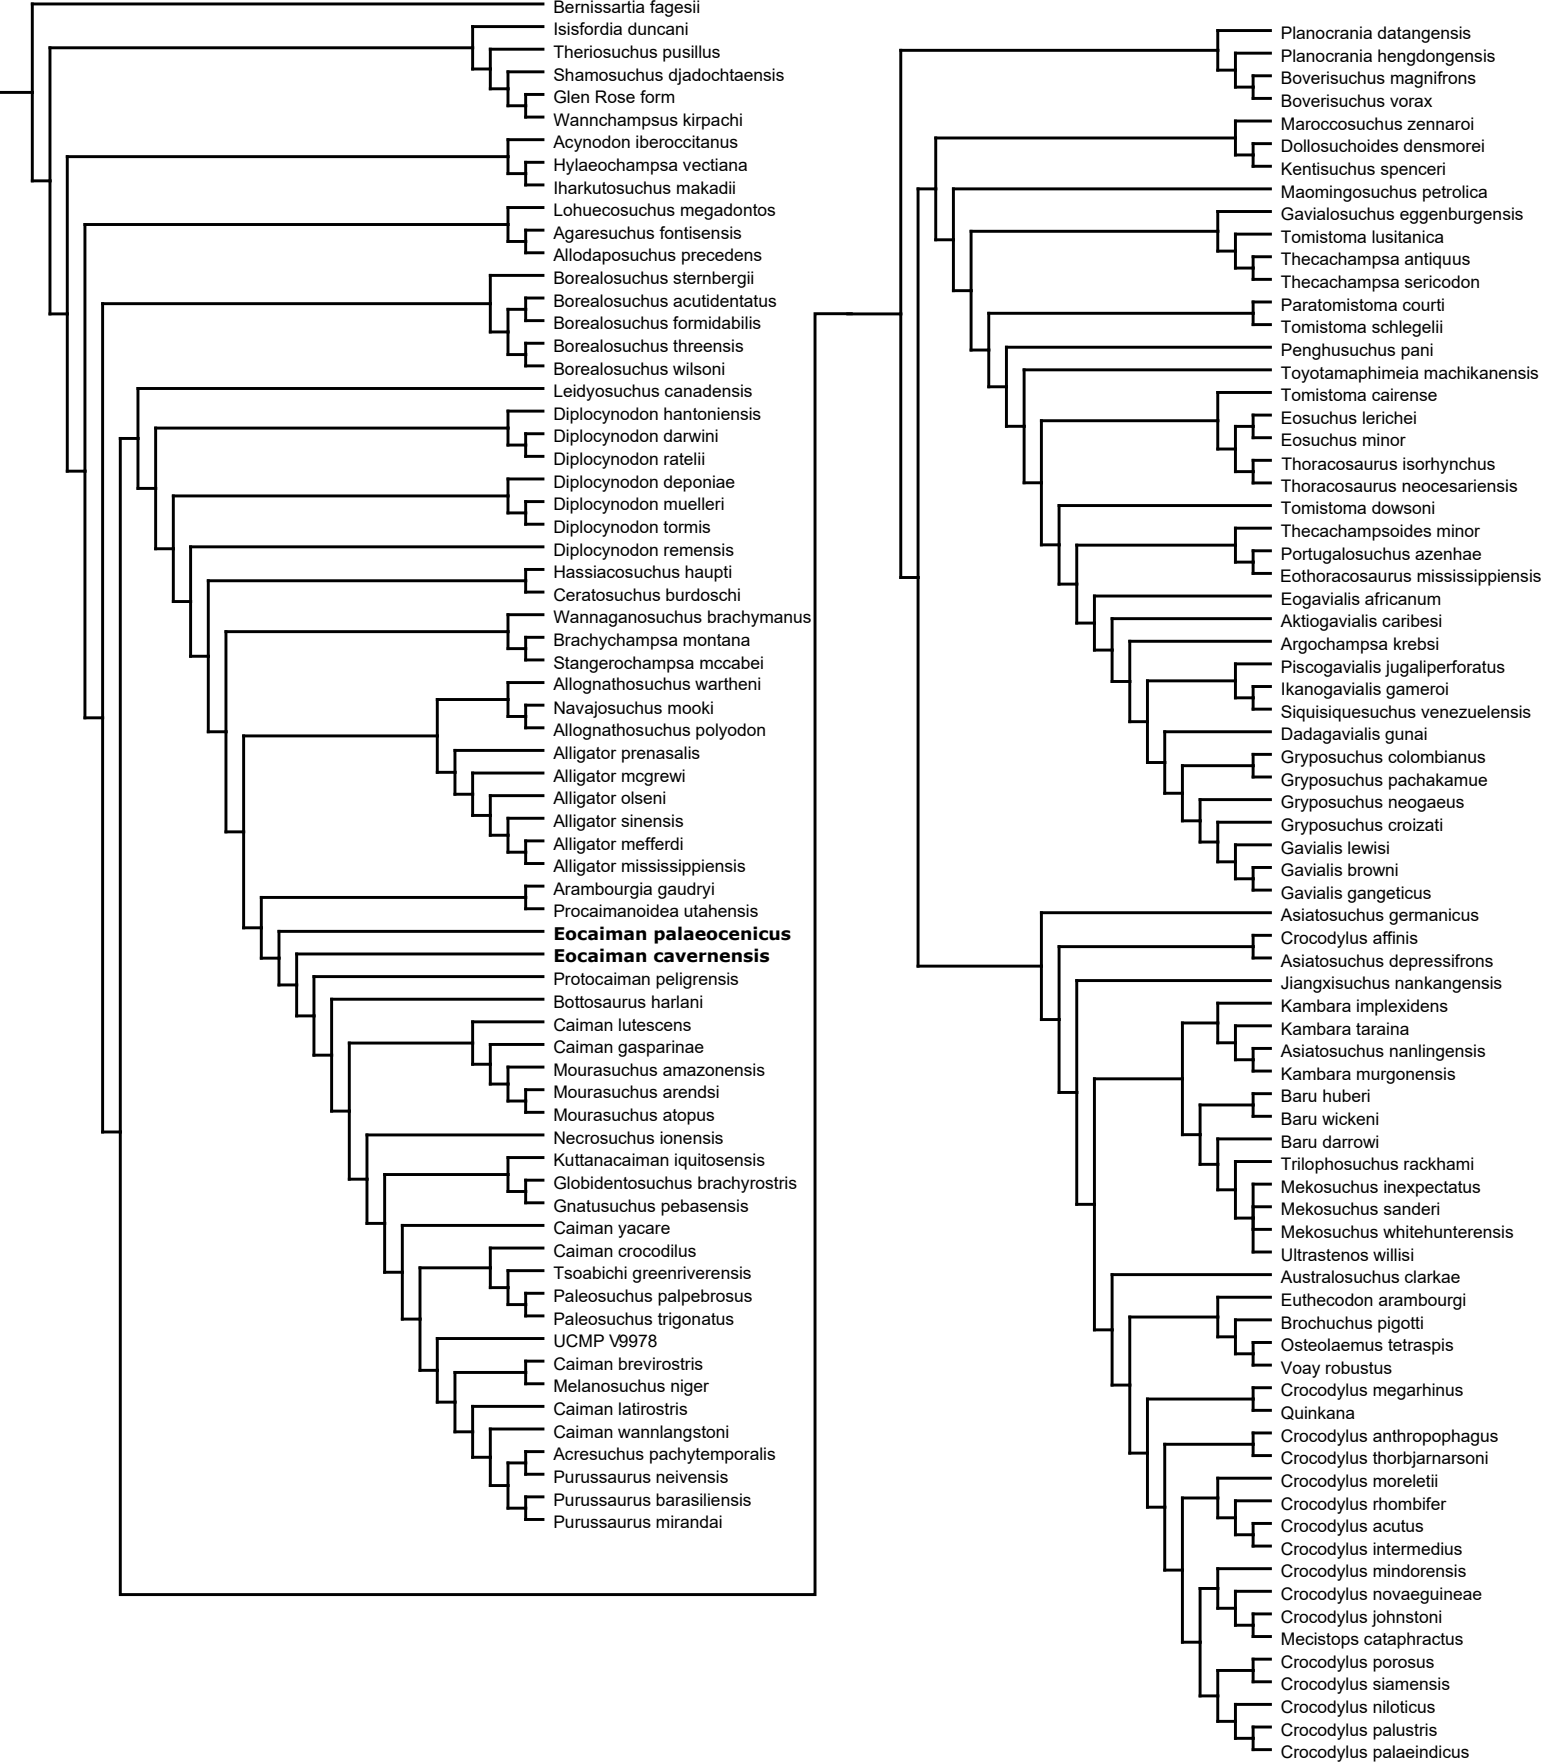 Bernissartia fagesii
Isisfordia duncani
Theriosuchus pusillus
Shamosuchus djadochtaensis
Glen Rose form
Wannchampsus kirpachi
Acynodon iberoccitanus
Hylaeochampsa vectiana
Iharkutosuchus makadii
Lohuecosuchus megadontos
Agaresuchus fontisensis
Allodaposuchus precedens
Borealosuchus sternbergii
Borealosuchus acutidentatus
Borealosuchus formidabilis
Borealosuchus threensis
Borealosuchus wilsoni
Leidyosuchus canadensis
Diplocynodon hantoniensis
Diplocynodon darwini
Diplocynodon ratelii
Diplocynodon deponiae
Diplocynodon muelleri
Diplocynodon tormis
Diplocynodon remensis
Hassiacosuchus haupti
Ceratosuchus burdoschi
Wannaganosuchus brachymanus
Brachychampsa montana
Stangerochampsa mccabei
Allognathosuchus wartheni
Navajosuchus mooki
Allognathosuchus polyodon
Alligator prenasalis
Alligator mcgrewi
Alligator olseni
Alligator sinensis
Alligator mefferdi
Alligator mississippiensis
Arambourgia gaudryi
Procaimanoidea utahensis
Eocaiman palaeocenicus
Eocaiman cavernensis
Protocaiman peligrensis
Bottosaurus harlani
Caiman lutescens
Caiman gasparinae
Mourasuchus amazonensis
Mourasuchus arendsi
Mourasuchus atopus
Necrosuchus ionensis
Kuttanacaiman iquitosensis
Globidentosuchus brachyrostris
Gnatusuchus pebasensis
Caiman yacare
Caiman crocodilus
Tsoabichi greenriverensis
Paleosuchus palpebrosus
Paleosuchus trigonatus
UCMP V9978
Caiman brevirostris
Melanosuchus niger
Caiman latirostris
Caiman wannlangstoni
Acresuchus pachytemporalis
Purussaurus neivensis
Purussaurus barasiliensis
Purussaurus mirandai
Planocrania datangensis
Planocrania hengdongensis
Boverisuchus magnifrons
Boverisuchus vorax
Maroccosuchus zennaroi
Dollosuchoides densmorei
Kentisuchus spenceri
Maomingosuchus petrolica
Gavialosuchus eggenburgensis
Tomistoma lusitanica
Thecachampsa antiquus
Thecachampsa sericodon
Paratomistoma courti
Tomistoma schlegelii
Penghusuchus pani
Toyotamaphimeia machikanensis
Tomistoma cairense
Eosuchus lerichei
Eosuchus minor
Thoracosaurus isorhynchus
Thoracosaurus neocesariensis
Tomistoma dowsoni
Thecachampsoides minor
Portugalosuchus azenhae
Eothoracosaurus mississippiensis
Eogavialis africanum
Aktiogavialis caribesi
Argochampsa krebsi
Piscogavialis jugaliperforatus
Ikanogavialis gameroi
Siquisiquesuchus venezuelensis
Dadagavialis gunai
Gryposuchus colombianus
Gryposuchus pachakamue
Gryposuchus neogaeus
Gryposuchus croizati
Gavialis lewisi
Gavialis browni
Gavialis gangeticus
Asiatosuchus germanicus
Crocodylus affinis
Asiatosuchus depressifrons
Jiangxisuchus nankangensis
Kambara implexidens
Kambara taraina
Asiatosuchus nanlingensis
Kambara murgonensis
Baru huberi
Baru wickeni
Baru darrowi
Trilophosuchus rackhami
Mekosuchus inexpectatus
Mekosuchus sanderi
Mekosuchus whitehunterensis
Ultrastenos willisi
Australosuchus clarkae
Euthecodon arambourgi
Brochuchus pigotti
Osteolaemus tetraspis
Voay robustus
Crocodylus megarhinus
Quinkana
Crocodylus anthropophagus
Crocodylus thorbjarnarsoni
Crocodylus moreletii
Crocodylus rhombifer
Crocodylus acutus
Crocodylus intermedius
Crocodylus mindorensis
Crocodylus novaeguineae
Crocodylus johnstoni
Mecistops cataphractus
Crocodylus porosus
Crocodylus siamensis
Crocodylus niloticus
Crocodylus palustris
Crocodylus palaeindicus